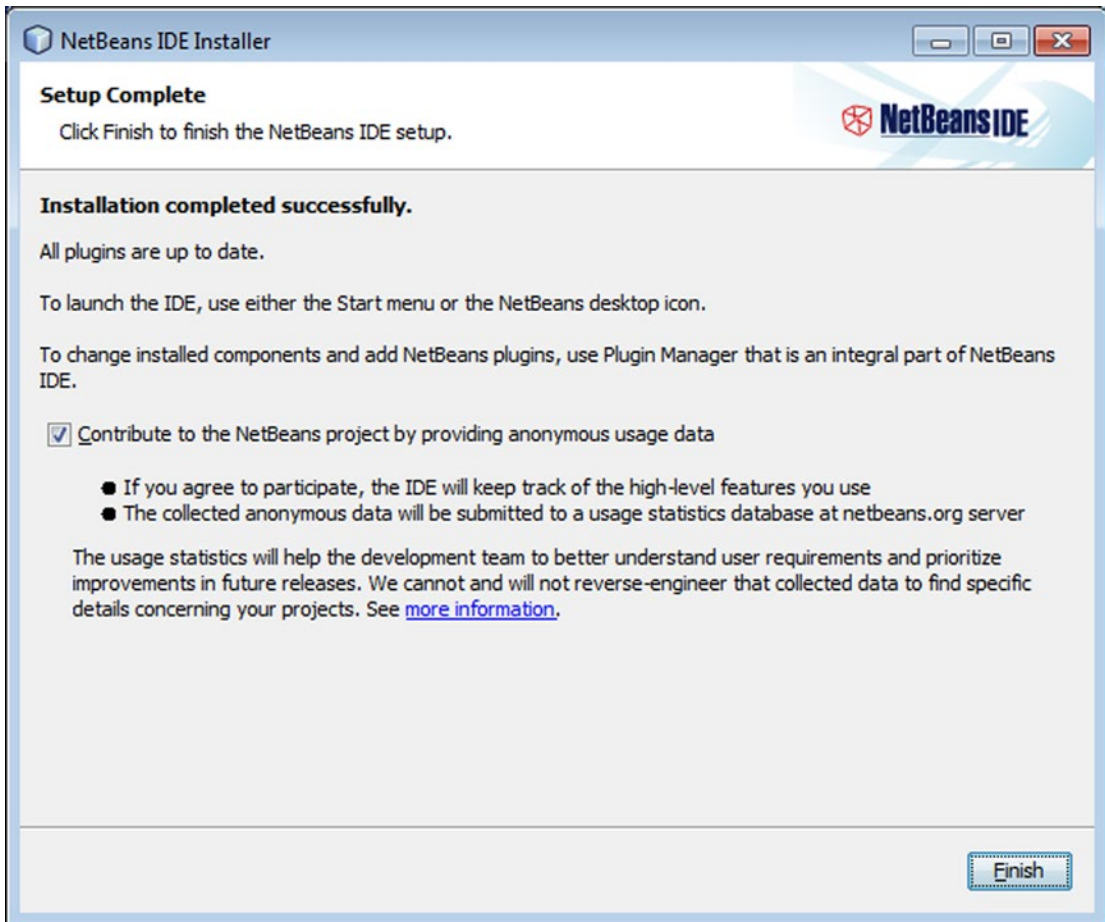 NetBeans IDE Installer
Setup Complete
Click Finish to finish the NetBeans IDE setup.
NetBeans IDE
Installation completed successfully.
All plugins are up to date.
To launch the IDE, use either the Start menu or the NetBeans desktop icon.
To change installed components and add NetBeans plugins, use Plugin Manager that is an integral part of NetBeans
IDE.
Contribute to the NetBeans project by providing anonymous usage data
● If you agree to participate, the IDE will keep track of the high-level features you use
● The collected anonymous data will be submitted to a usage statistics database at netbeans.org server
The usage statistics will help the development team to better understand user requirements and prioritize
improvements in future releases. We cannot and will not reverse-engineer that collected data to find specific
details concerning your projects. See more information.
Finish